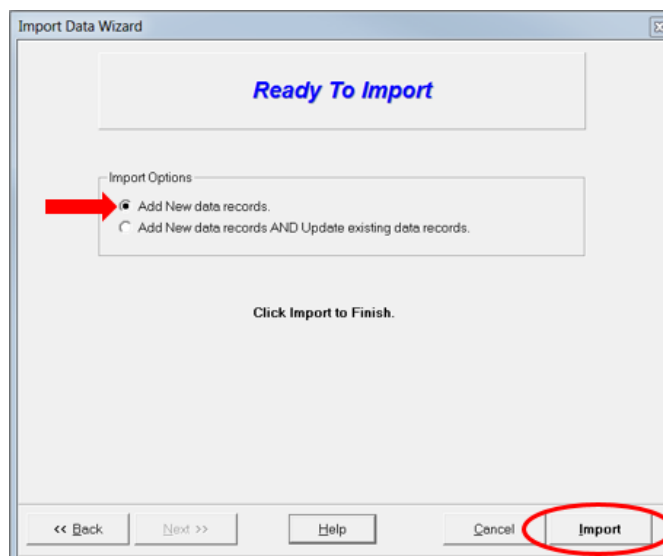 Import Data Wizard
Ready To Import
Import Options
Add New data records.
Add New data records AND Update existing data records.
Click Import to Finish.
<< Back Next >> Help Cancel Import